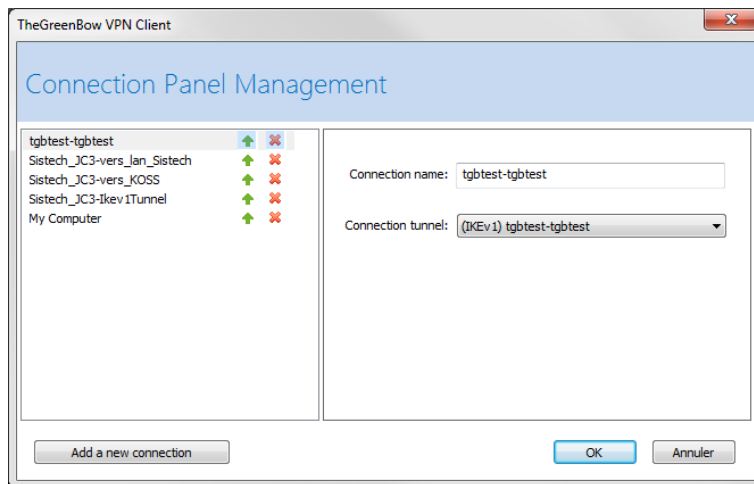 TheGreenBow VPN Client
Connection Panel Management
tgbtest-tgbtest
Sistech_JC3-vers_lan_Sistech
Sistech_JC3-vers_KOSS
Sistech_JC3-Ikev1Tunnel
My Computer
Connection name: tgbtest-tgbtest
Connection tunnel: (IKEv1) tgbtest-tgbtest
Add a new connection
OK
Annuler